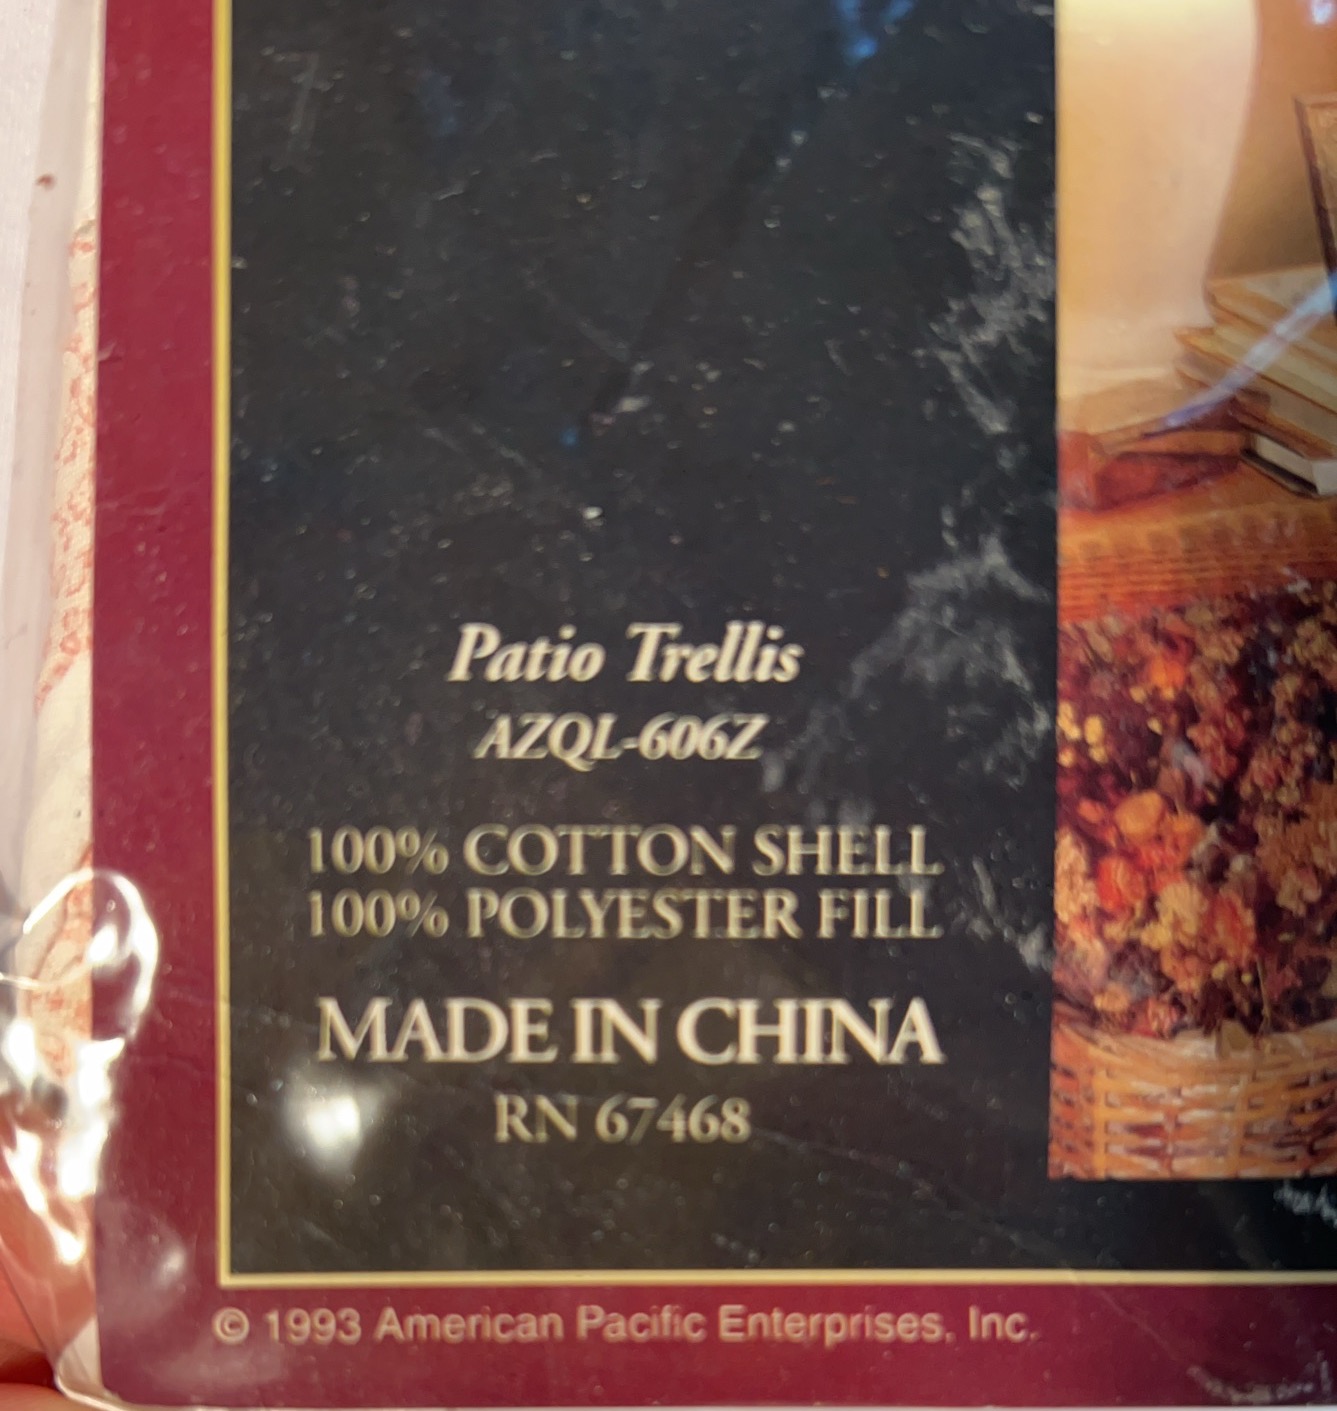 Patio Trellis
AZQL-606Z
100% COTTON SHELL
100% POLYESTER FILL
MADE IN CHINA
RN 67468
© 1993 American Pacific Enterprises, Inc.